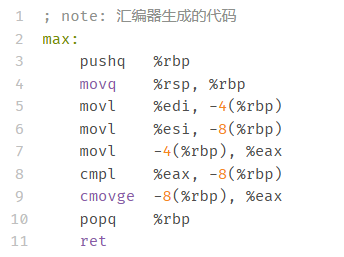 1 ; note: 汇编器生成的代码
2 max:
3     pushq   %rbp
4     movq    %rsp, %rbp
5     movl    %edi, -4(%rbp)
6     movl    %esi, -8(%rbp)
7     movl    -4(%rbp), %eax
8     cmpl    %eax, -8(%rbp)
9     cmovge  -8(%rbp), %eax
10     popq    %rbp
11     ret